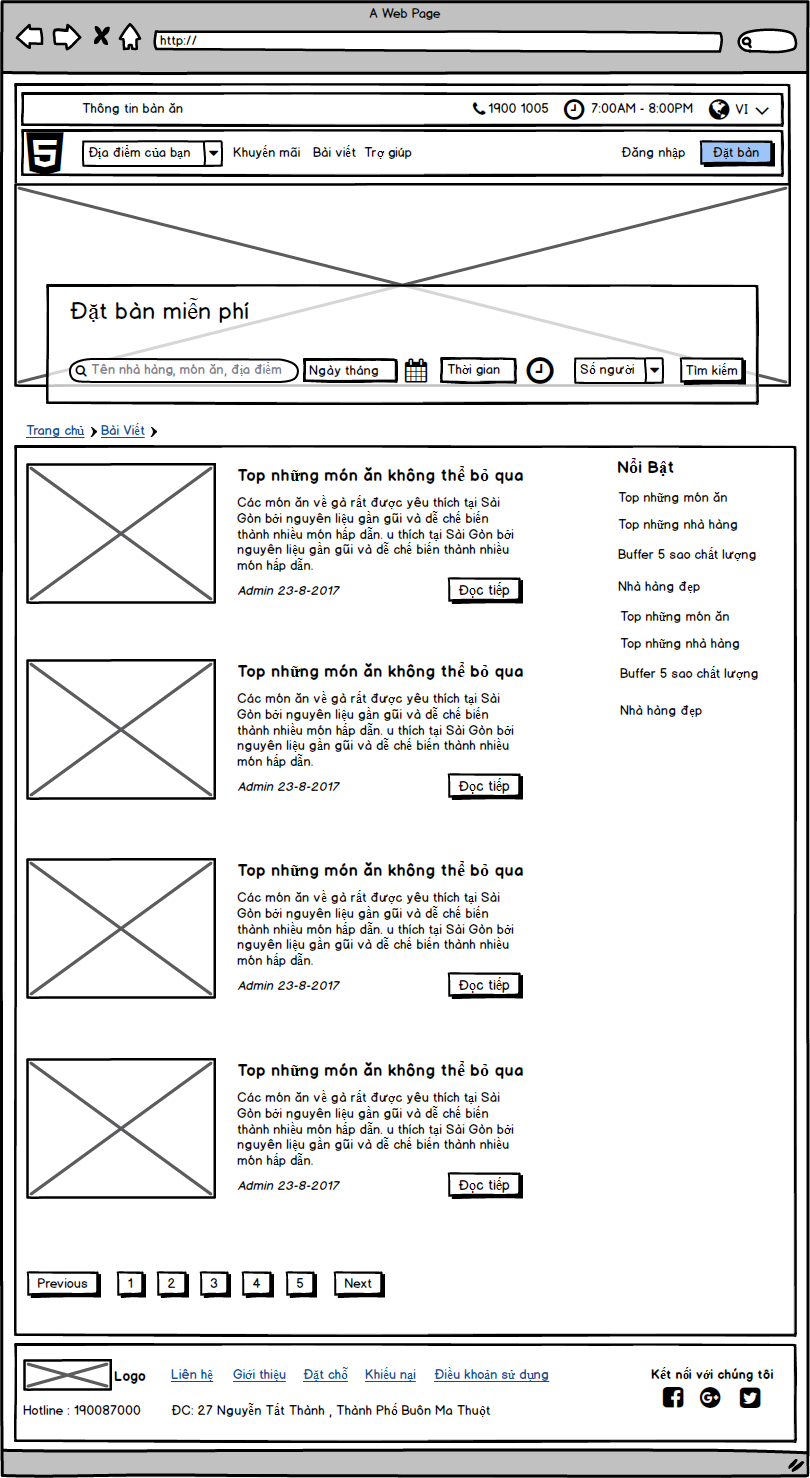 A Web Page
http://
Thông tin bàn ăn
1900 1005
7:00AM - 8:00PM
VI
5
Địa điểm của bạn
Khuyến mãi
Bài viết
Trợ giúp
Đăng nhập
Đặt bàn
Đặt bàn miễn phí
Tên nhà hàng, món ăn, địa điểm
Ngày tháng
Thời gian
Số người
Tìm kiếm
Trang chủ
Bài Viết
Top những món ăn không thể bỏ qua
Các món ăn về gà rất được yêu thích tại Sài
Gòn bởi nguyên liệu gần gũi và dễ chế biến
thành nhiều món hấp dẫn. u thích tại Sài Gòn bởi
nguyên liệu gần gũi và dễ chế biến thành nhiều
món hấp dẫn.
Admin 23-8-2017
Đọc tiếp
Top những món ăn không thể bỏ qua
Các món ăn về gà rất được yêu thích tại Sài
Gòn bởi nguyên liệu gần gũi và dễ chế biến
thành nhiều món hấp dẫn. u thích tại Sài Gòn bởi
nguyên liệu gần gũi và dễ chế biến thành nhiều
món hấp dẫn.
Admin 23-8-2017
Đọc tiếp
Top những món ăn không thể bỏ qua
Các món ăn về gà rất được yêu thích tại Sài
Gòn bởi nguyên liệu gần gũi và dễ chế biến
thành nhiều món hấp dẫn. u thích tại Sài Gòn bởi
nguyên liệu gần gũi và dễ chế biến thành nhiều
món hấp dẫn.
Admin 23-8-2017
Đọc tiếp
Top những món ăn không thể bỏ qua
Các món ăn về gà rất được yêu thích tại Sài
Gòn bởi nguyên liệu gần gũi và dễ chế biến
thành nhiều món hấp dẫn. u thích tại Sài Gòn bởi
nguyên liệu gần gũi và dễ chế biến thành nhiều
món hấp dẫn.
Admin 23-8-2017
Đọc tiếp
Nổi Bật
Top những món ăn
Top những nhà hàng
Buffer 5 sao chất lượng
Nhà hàng đẹp
Top những món ăn
Top những nhà hàng
Buffer 5 sao chất lượng
Nhà hàng đẹp
Previous
1
2
3
4
5
Next
Logo
Liên hệ
Giới thiệu
Đặt chỗ
Khiếu nại
Điều khoản sử dụng
Kết nối với chúng tôi
Hotline : 190087000
ĐC: 27 Nguyễn Tất Thành , Thành Phố Buôn Ma Thuột